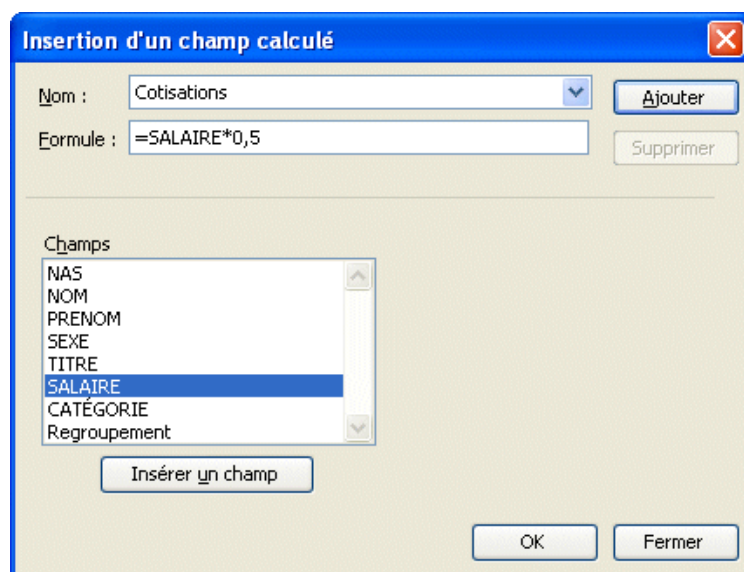 Insertion d'un champ calculé
Nom : Cotisations Ajouter
Formule : =SALAIRE*0,5 Supprimer
Champs
NAS
NOM
PRENOM
SEXE
TITRE
SALAIRE
CATÉGORIE
Regroupement
Insérer un champ
OK Fermer